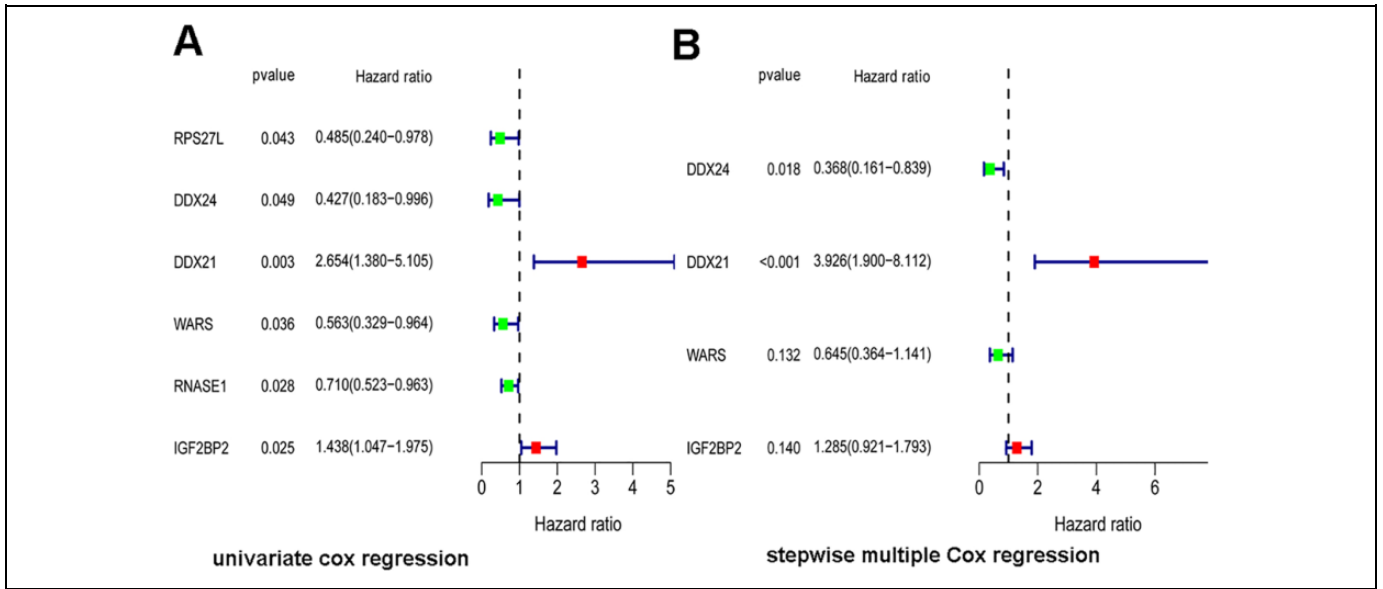 A
pvalue Hazard ratio
RPS27L 0.043 0.485(0.240−0.978)
DDX24 0.049 0.427(0.183−0.996)
DDX21 0.003 2.654(1.380−5.105)
WARS 0.036 0.563(0.329−0.964)
RNASE1 0.028 0.710(0.523−0.963)
IGF2BP2 0.025 1.438(1.047−1.975)
0 1 2 3 4 5
Hazard ratio
univariate cox regression
B
pvalue Hazard ratio
DDX24 0.018 0.368(0.161−0.839)
DDX21 <0.001 3.926(1.900−8.112)
WARS 0.132 0.645(0.364−1.141)
IGF2BP2 0.140 1.285(0.921−1.793)
0 2 4 6
Hazard ratio
stepwise multiple Cox regression